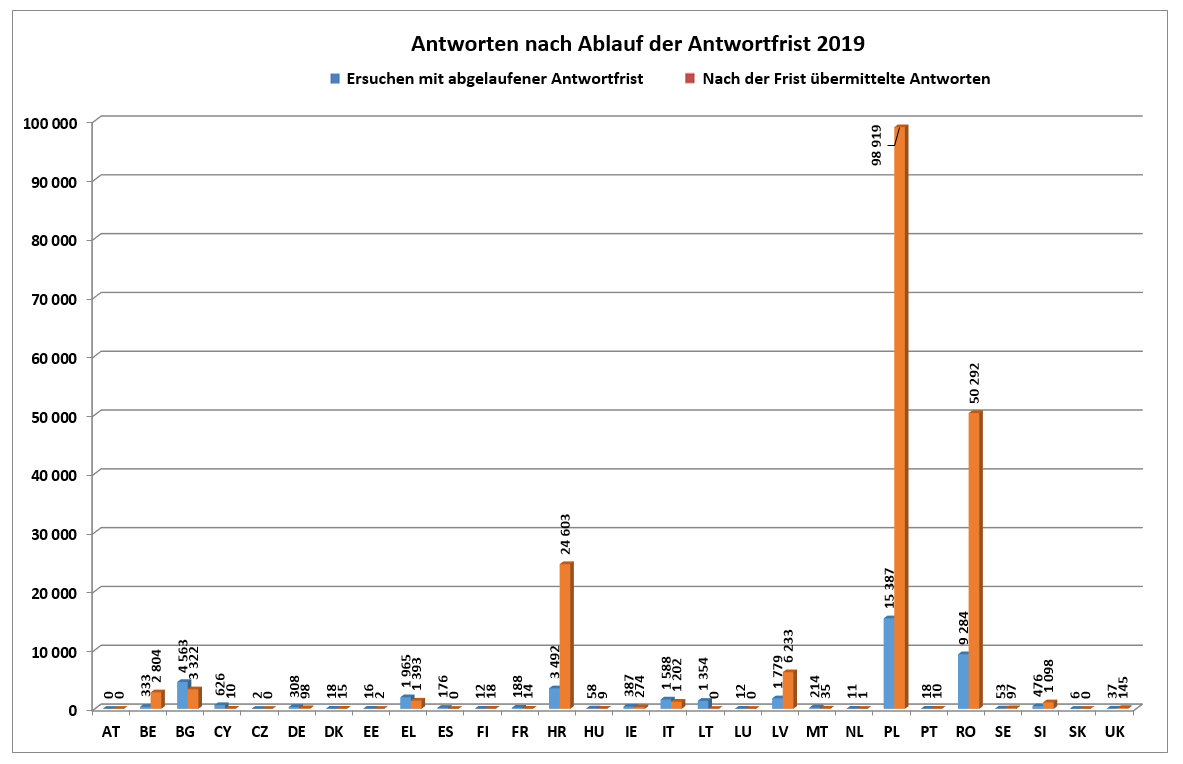 Antworten nach Ablauf der Antwortfrist 2019
Ersuchen mit abgelaufener Antwortfrist Nach der Frist übermittelte Antworten
100 000
90 000
80 000
70 000
60 000
50 000
40 000
30 000
20 000
10 000
0
0 0
333 2 804
4 563 3 322
626 10
2 0
308 98
18 15
16 2
1 965 1 393
176 0
12 18
188 14
3 492 24 603
58 9
387 274
1 588 1 202
1 354 0
12 0
1 779 6 233
214 35
11 1
15 387 98 919
18 10
9 284 50 292
53 97
476 1 098
6 0
37 145
AT BE BG CY CZ DE DK EE EL ES FI FR HR HU IE IT LT LU LV MT NL PL PT RO SE SI SK UK